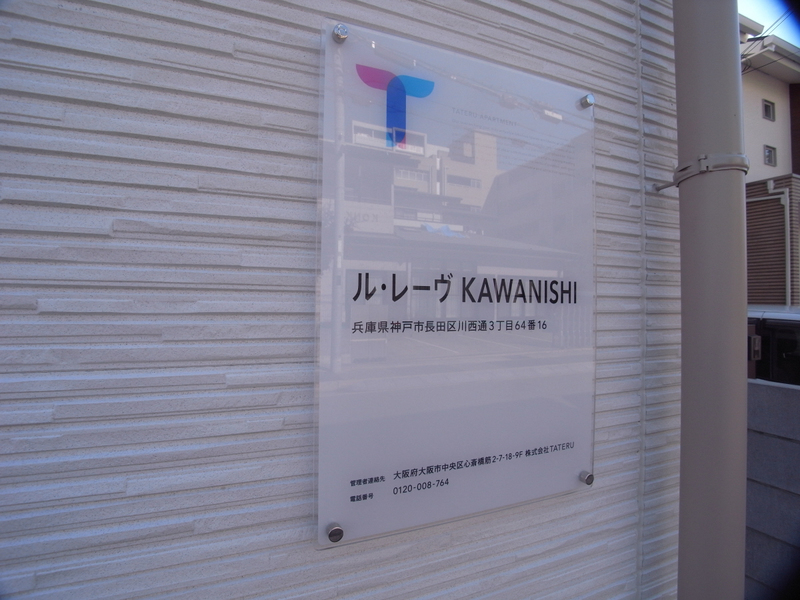 ル・レーヴ KAWANISHI
兵庫県神戸市長田区川西通3丁目64番16
管理者連絡先 大阪府大阪市中央区心斎橋筋2-7-18-9F 株式会社TATERU
電話番号 0120-008-764